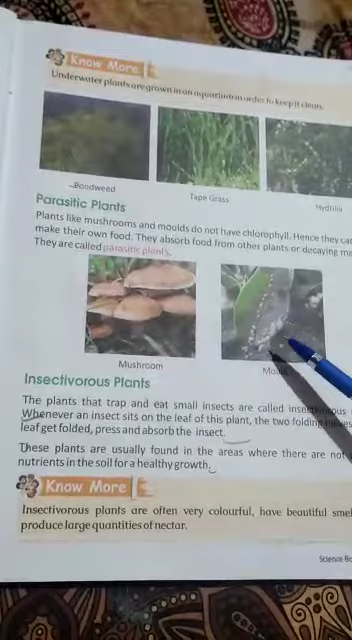 Know More
Underwater plants are grown in an aquarium in order to keep it clean.
Pondweed
Tape Grass
Hydrilla
Parasitic Plants
Plants like mushrooms and moulds do not have chlorophyll. Hence they
make their own food. They absorb food from other plants or decaying
They are called parasitic plants.
Mushroom
Insectivorous Plants
The plants that trap and eat small insects are called insectivorous
Whenever an insect sits on the leaf of this plant, the two folding
leaf get folded, press and absorb the insect.
These plants are usually found in the areas where there are not
nutrients in the soil for a healthy growth.
Know More
Insectivorous plants are often very colourful, have beautiful
produce large quantities of nectar.
Science